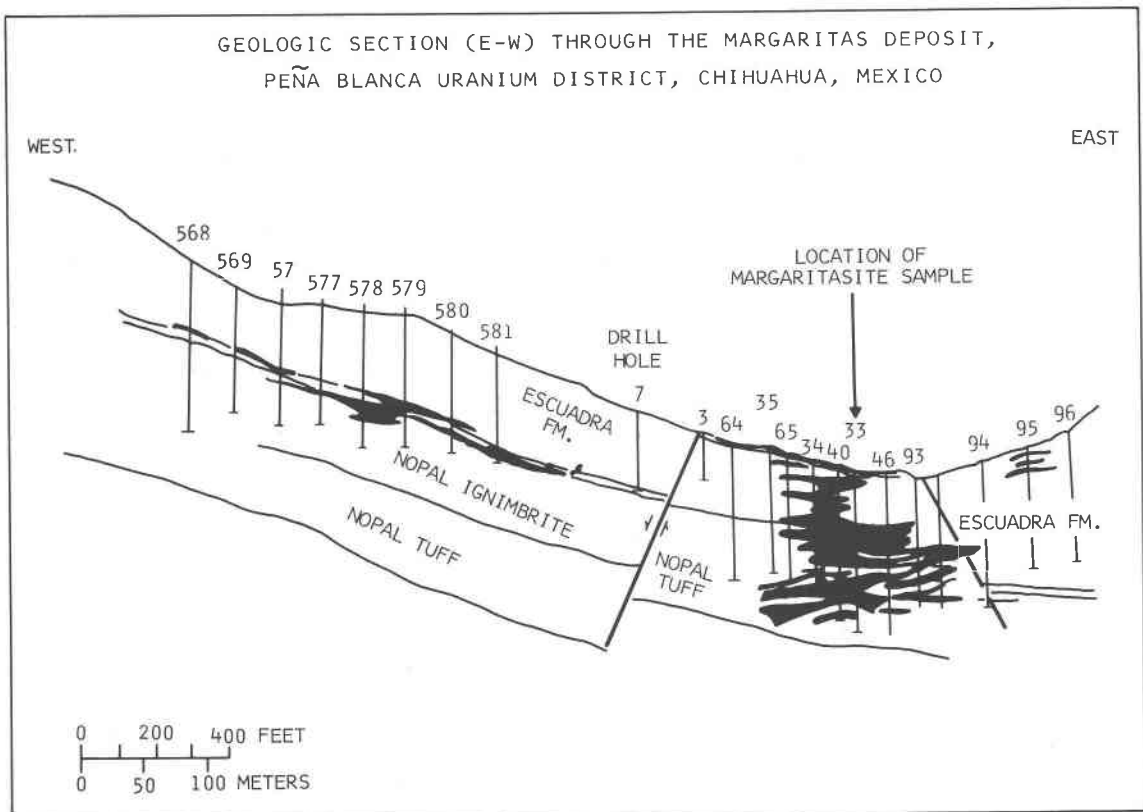 GEOLOGIC SECTION (E-W) THROUGH THE MARGARITAS DEPOSIT,
PEÑA BLANCA URANIUM DISTRICT, CHIHUAHUA, MEXICO
WEST.
EAST
568
569
57
577
578
579
580
581
DRILL
HOLE
7
3
64
35
65
34
40
33
46
93
94
95
96
LOCATION OF
MARGARITASITE SAMPLE
ESCUADRA
FM.
NOPAL IGNIMBRITE
NOPAL TUFF
NOPAL
TUFF
ESCUADRA FM.
0 200 400 FEET
0 50 100 METERS